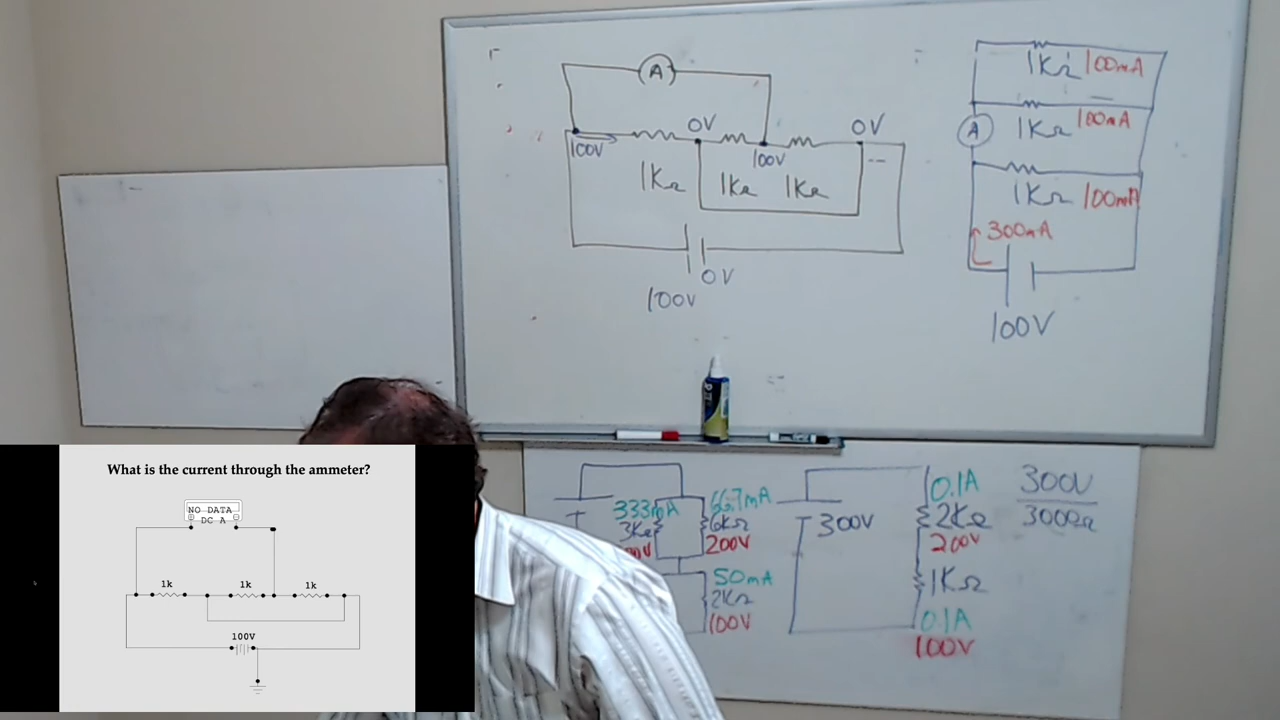 A
0V
0V
100V
100V
1KΩ
1KΩ
1KΩ
0V
100V
1KΩ 100mA
1KΩ 100mA
A
1KΩ 100mA
300mA
100V
What is the current through the ammeter?
NO DATA
DC A
1k
1k
1k
100V
333mA
3KΩ
66.7mA
6KΩ
200V
50mA
2KΩ
100V
300V
0.1A
2KΩ
200V
1KΩ
0.1A
100V
300V
3000Ω